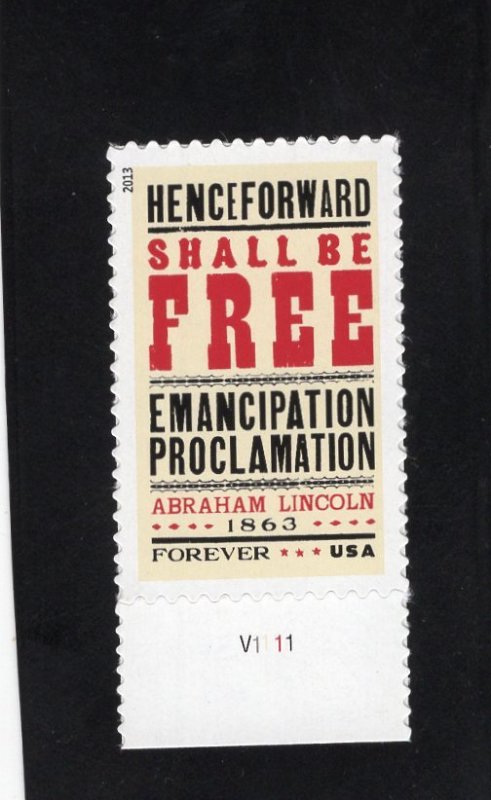 2013
HENCEFORWARD
SHALL BE
FREE
EMANCIPATION
PROCLAMATION
ABRAHAM LINCOLN
1863
FOREVER *** USA
V1111